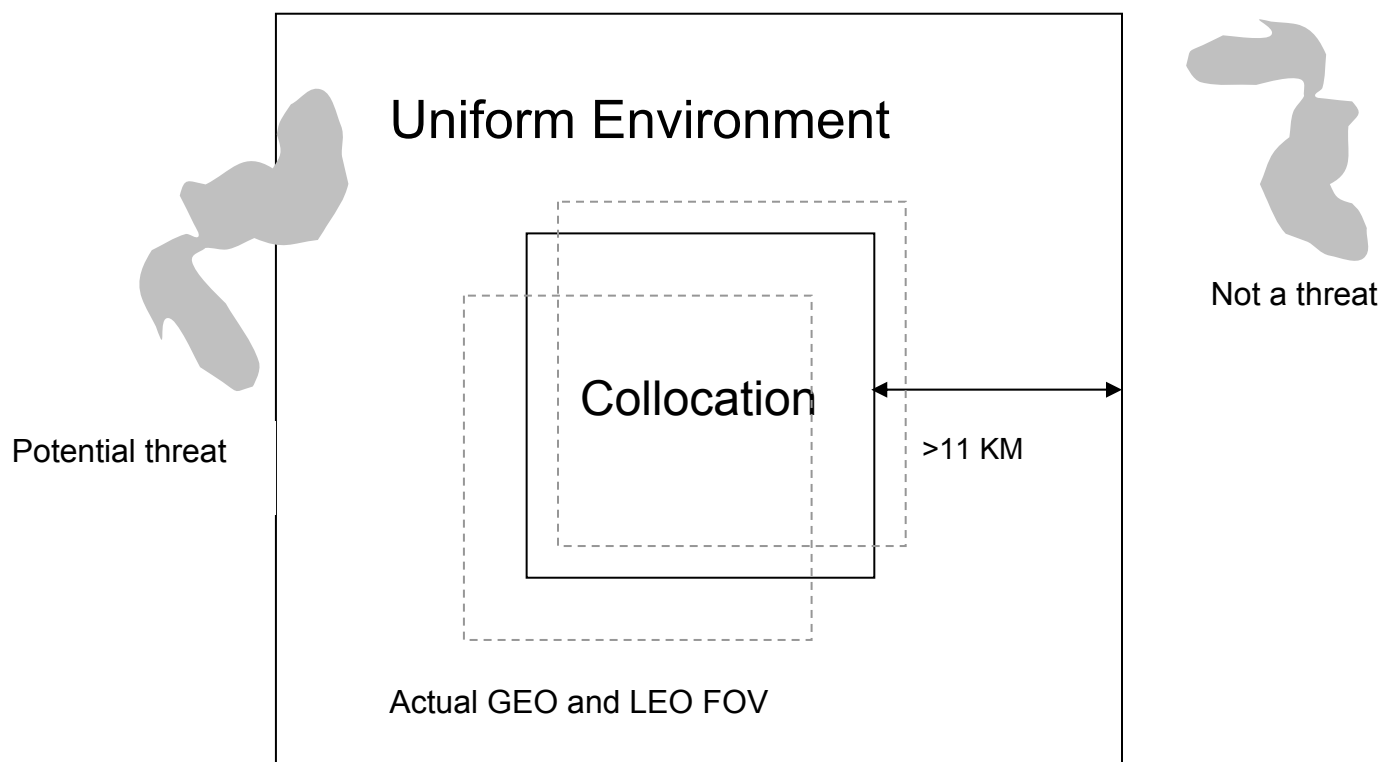 Uniform Environment
Not a threat
Collocation
Potential threat
>11 KM
Actual GEO and LEO FOV